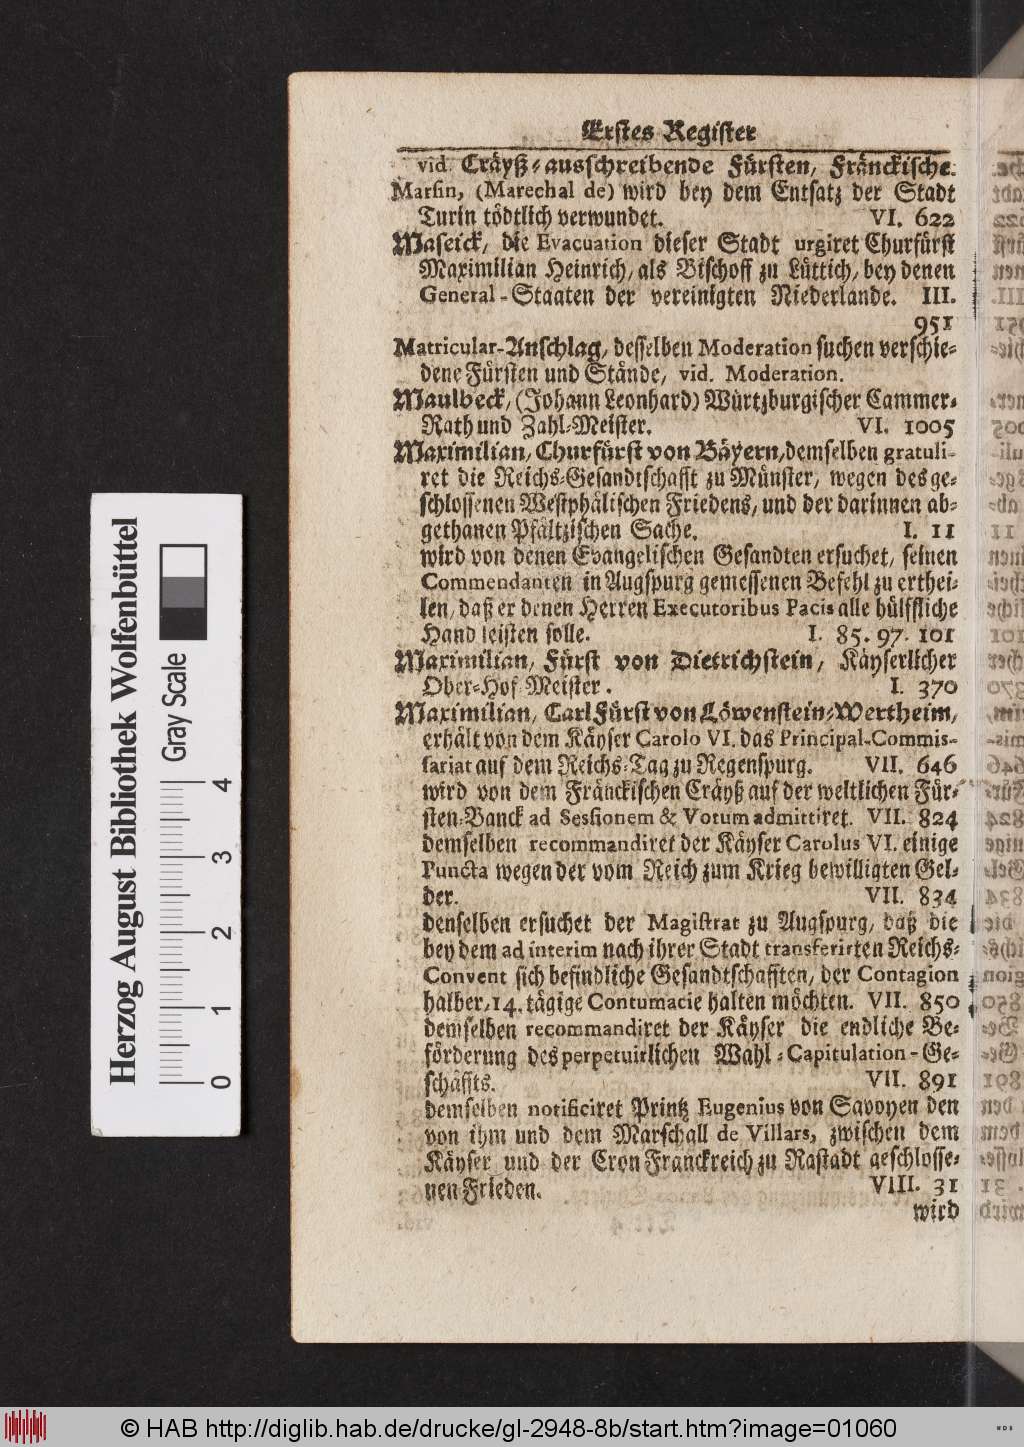 Erstes Register
vid. Cräyß-ausschreibende Fürsten, Fränckische.
Marsin, (Marechal de) wird bey dem Entsatz der Stadt
Turin tödtlich verwundet. VI. 622
Maseick, die Evacuation dieser Stadt urgiret Churfürst
Maximilian Heinrich, als Bischoff zu Lüttich, bey denen
General-Staaten der vereinigten Niederlande. III.
951
Matricular-Anschlag, desselben Moderation suchen verschie-
dene Fürsten und Stände, vid. Moderation.
Maulbeck, (Johann Leonhard) Würtzburgischer Cammer-
Rath und Zahl-Meister. VI. 1005
Maximilian, Churfürst von Bäyern, demselben gratuli-
ret die Reichs-Gesandtschafft zu Münster, wegen des ge-
schlossenen Westphälischen Friedens, und der darinnen ab-
gethanen Pfältzischen Sache. I. 11
wird von denen Evangelischen Gesandten ersuchet, seinen
Commendanten in Augspurg gemessenen Befehl zu erthei-
len, daß er denen Herren Executoribus Pacis alle hülffliche
Hand leisten solle. I. 85. 97. 101
Maximilian, Fürst von Dietrichstein, Käyserlicher
Ober-Hof-Meister. I. 370
Maximilian, Carl Fürst von Löwenstein-Wertheim,
erhält von dem Käyser Carolo VI. das Principal-Commis-
sariat auf dem Reichs-Tag zu Regenspurg. VII. 646
wird von dem Fränckischen Cräyß auf der weltlichen Für-
sten-Banck ad Sessionem & Votum admittiret. VII. 824
demselben recommandiret der Käyser Carolus VI. einige
Puncta wegen der vom Reich zum Krieg bewilligten Gel-
der. VII. 834
denselben ersuchet der Magistrat zu Augspurg, daß die
bey dem ad interim nach ihrer Stadt transferirten Reichs-
Convent sich befindliche Gesandtschafften, der Contagion
halber, 14. tägige Contumacie halten möchten. VII. 850
demselben recommandiret der Käyser die endliche Be-
förderung des perpetuirlichen Wahl-Capitulation-Ge-
schäffts. VII. 891
demselben notificiret Printz Eugenius von Savoyen den
von ihm und dem Marschall de Villars, zwischen dem
Käyser und der Cron Franckreich zu Rastadt geschlosse-
nen Frieden. VIII. 31
wird
Herzog August Bibliothek Wolfenbüttel
Gray Scale
0 1 2 3 4
© HAB http://diglib.hab.de/drucke/gl-2948-8b/start.htm?image=01060